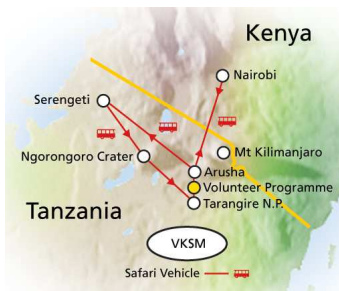 Kenya
Nairobi
Serengeti
Mt Kilimanjaro
Ngorongoro Crater
Arusha
Volunteer Programme
Tarangire N.P.
Tanzania
VKSM
Safari Vehicle